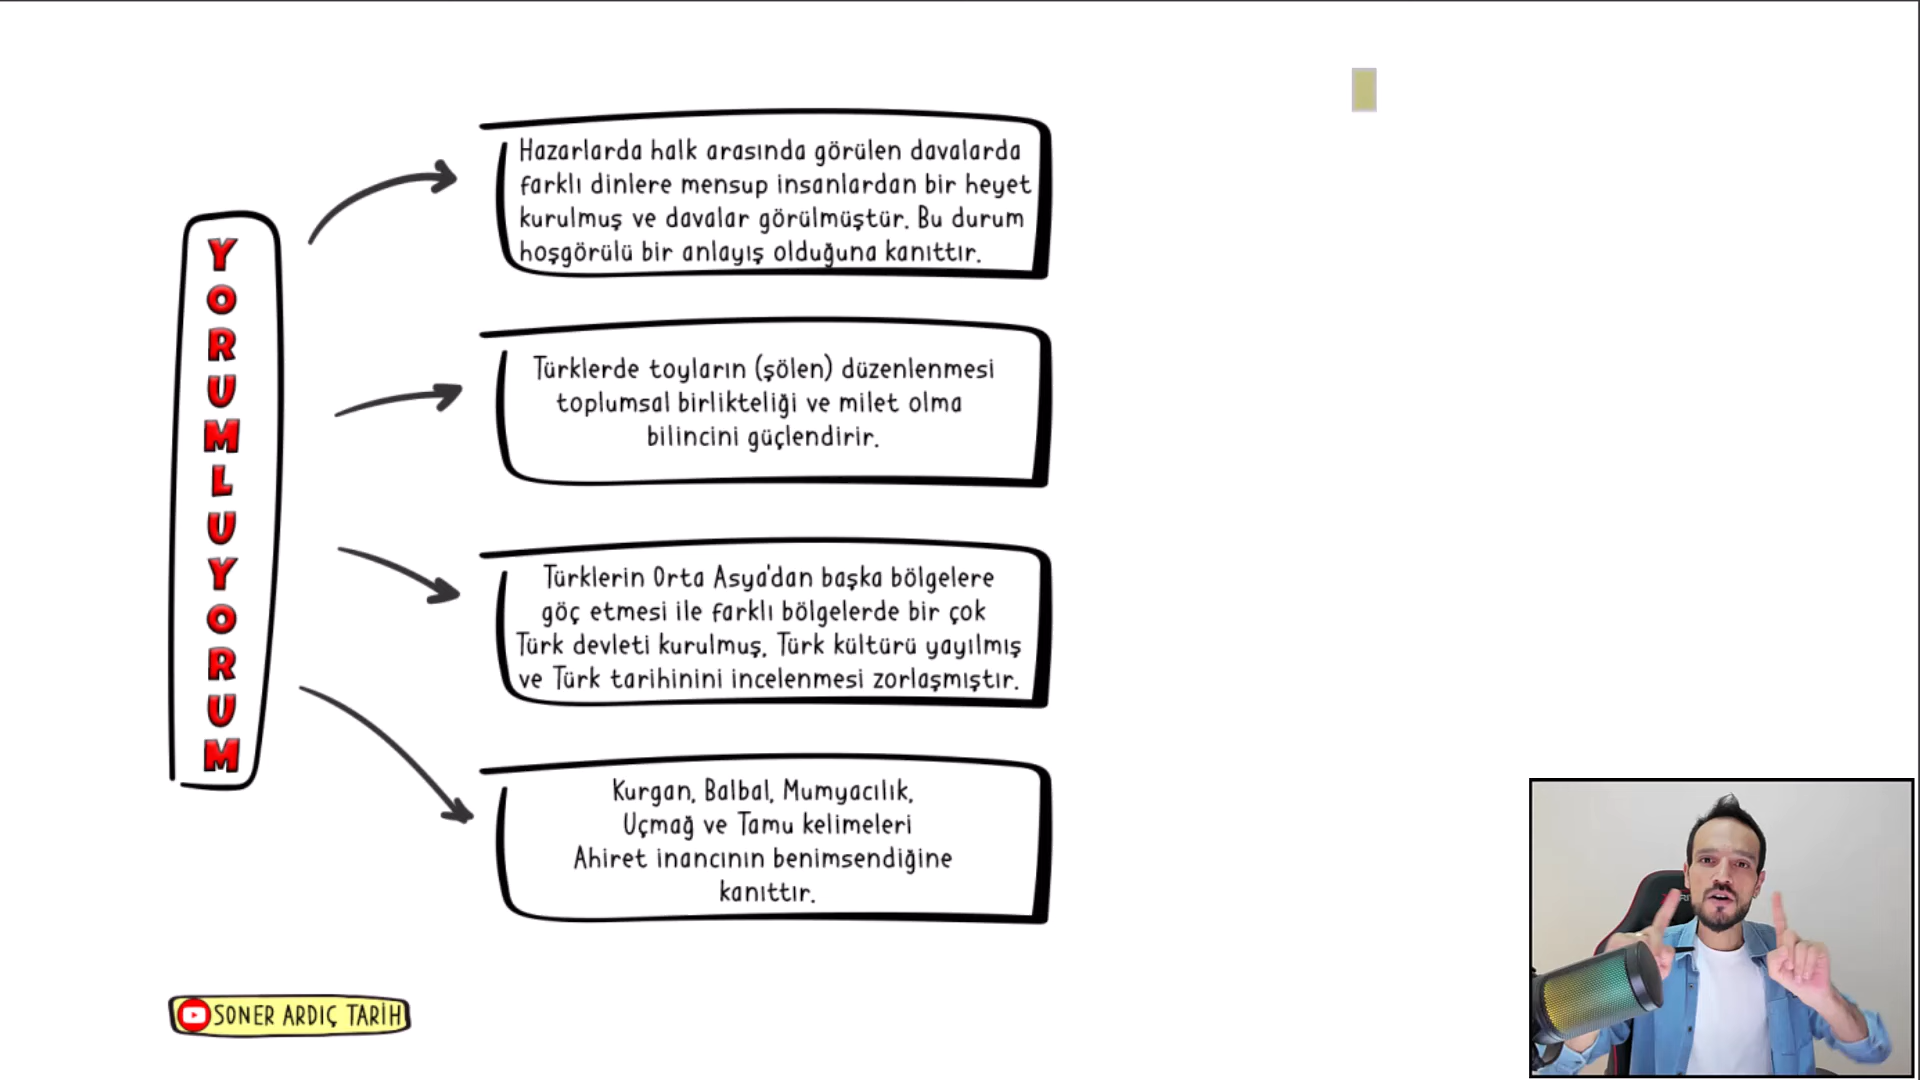 YORUMLUYORUM
Hazarlarda halk arasında görülen davalarda
farklı dinlere mensup insanlardan bir heyet
kurulmuş ve davalar görülmüştür. Bu durum
hoşgörülü bir anlayış olduğuna kanıttır.
Türklerde toyların (şölen) düzenlenmesi
toplumsal birlikteliği ve milet olma
bilincini güçlendirir.
Türklerin Orta Asya'dan başka bölgelere
göç etmesi ile farklı bölgelerde bir çok
Türk devleti kurulmuş, Türk kültürü yayılmış
ve Türk tarihinini incelenmesi zorlaşmıştır.
Kurgan, Balbal, Mumyacılık,
Uçmağ ve Tamu kelimeleri
Ahiret inancının benimsendiğine
kanıttır.
SONER ARDIÇ TARİH